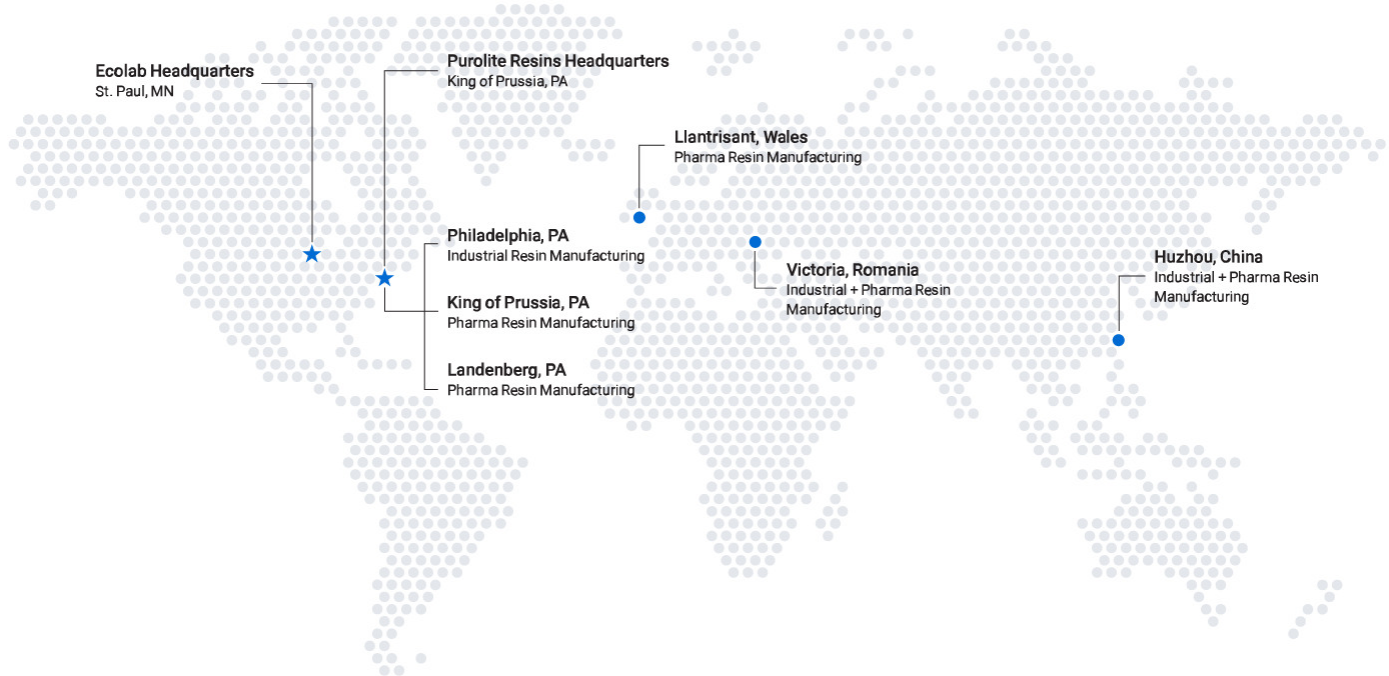 Ecolab Headquarters
St. Paul, MN
Purolite Resins Headquarters
King of Prussia, PA
Llantrisant, Wales
Pharma Resin Manufacturing
Philadelphia, PA
Industrial Resin Manufacturing
King of Prussia, PA
Pharma Resin Manufacturing
Landenberg, PA
Pharma Resin Manufacturing
Victoria, Romania
Industrial + Pharma Resin
Manufacturing
Huzhou, China
Industrial + Pharma Resin
Manufacturing